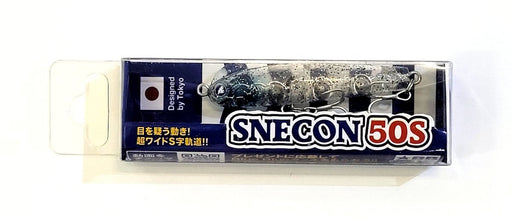 Designed
by Tokyo
目を疑う動き!
超ワイドS字軌道!!
SNECON 50S